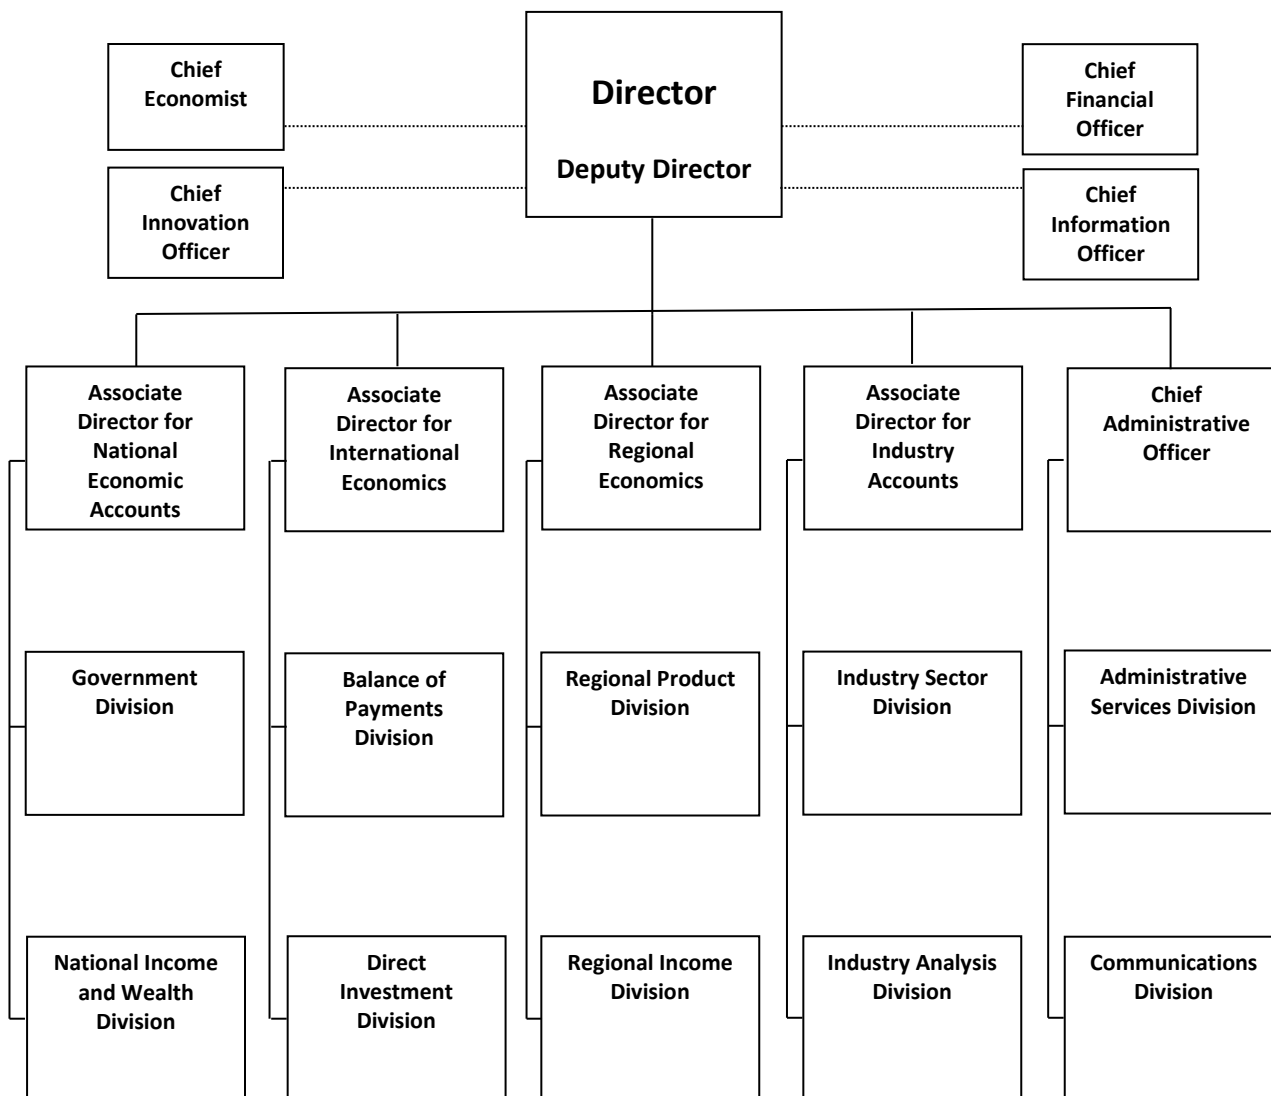 Director
Deputy Director
Chief
Economist
Chief
Innovation
Officer
Chief
Financial
Officer
Chief
Information
Officer
Associate
Director for
National
Economic
Accounts
Associate
Director for
International
Economics
Associate
Director for
Regional
Economics
Associate
Director for
Industry
Accounts
Chief
Administrative
Officer
Government
Division
Balance of
Payments
Division
Regional Product
Division
Industry Sector
Division
Administrative
Services Division
National Income
and Wealth
Division
Direct
Investment
Division
Regional Income
Division
Industry Analysis
Division
Communications
Division